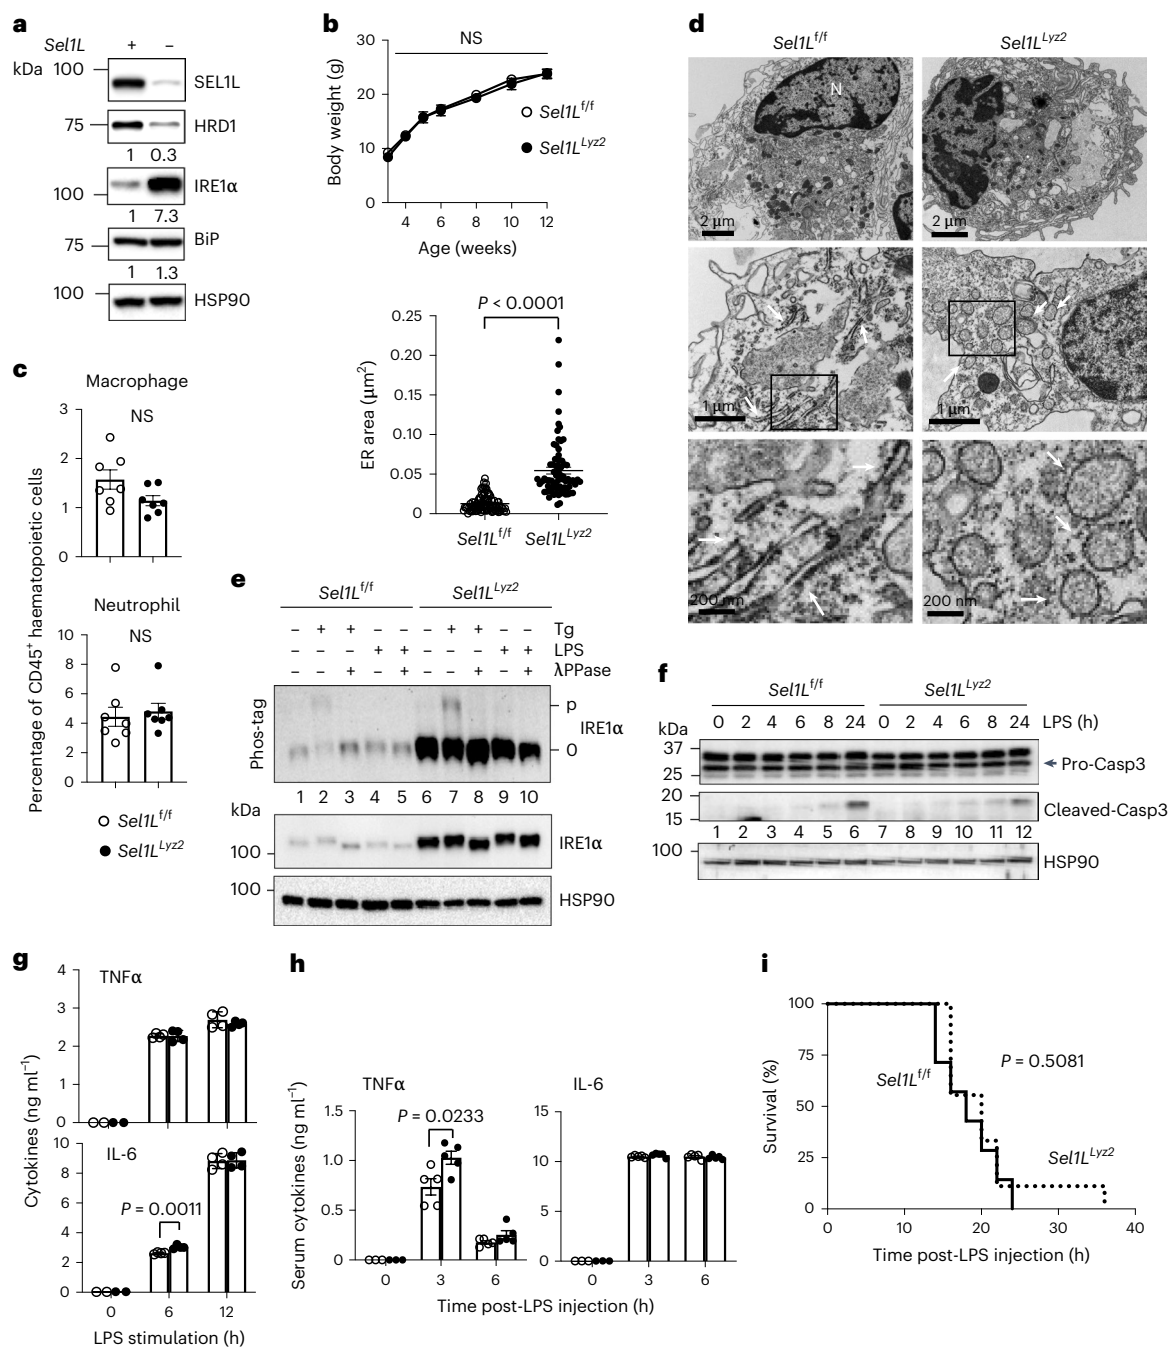 a
Sel1L + –
kDa
100
SEL1L
75
HRD1
1 0.3
100
IRE1α
1 7.3
75
BiP
1 1.3
100
HSP90
b
NS
30
20
10
0
Body weight (g)
Sel1L f/f
Sel1L Lyz2
4 6 8 10 12
Age (weeks)
P < 0.0001
0.25
0.20
0.15
0.10
0.05
0
ER area (μm²)
Sel1L f/f Sel1L Lyz2
c
Macrophage
NS
3
2
1
0
Neutrophil
NS
10
8
6
4
2
0
Percentage of CD45⁺ haematopoietic cells
Sel1L f/f
Sel1L Lyz2
d
Sel1L f/f Sel1L Lyz2
N
2 μm 2 μm
1 μm 1 μm
200 nm 200 nm
e
Sel1L f/f Sel1L Lyz2
– + + – – – + + – – Tg
– – – + + – – – + + LPS
– – + – + – – + – + λPPase
Phos-tag
p
IRE1α
0
1 2 3 4 5 6 7 8 9 10
kDa
100
IRE1α
100
HSP90
f
Sel1L f/f Sel1L Lyz2
0 2 4 6 8 24 0 2 4 6 8 24 LPS (h)
kDa
37
25
Pro-Casp3
20
15
Cleaved-Casp3
1 2 3 4 5 6 7 8 9 10 11 12
100
HSP90
g
TNFα
4
3
2
1
0
IL-6
10
8
6
4
2
0
P = 0.0011
Cytokines (ng ml⁻¹)
0 6 12
LPS stimulation (h)
h
TNFα
P = 0.0233
1.5
1.0
0.5
0
Serum cytokines (ng ml⁻¹)
0 3 6
IL-6
15
10
5
0
0 3 6
Time post-LPS injection (h)
i
100
75
50
25
0
Survival (%)
P = 0.5081
Sel1L f/f
Sel1L Lyz2
0 10 20 30 40
Time post-LPS injection (h)